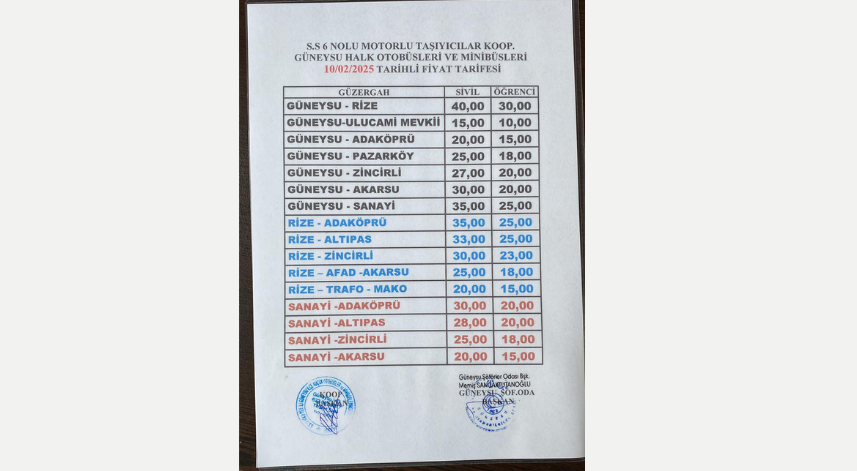 S.S 6 NOLU MOTORLU TAŞIYICILAR KOOP.
GÜNEYSU HALK OTOBÜSLERİ VE MİNİBÜSLERİ
10/02/2025 TARİHLİ FİYAT TARİFESİ
GÜZERGAH SİVİL ÖĞRENCİ
GÜNEYSU - RİZE 40,00 30,00
GÜNEYSU-ULUCAMİ MEVKİİ 15,00 10,00
GÜNEYSU - ADAKÖPRÜ 20,00 15,00
GÜNEYSU - PAZARKÖY 25,00 18,00
GÜNEYSU - ZİNCİRLİ 27,00 20,00
GÜNEYSU - AKARSU 30,00 20,00
GÜNEYSU - SANAYİ 35,00 25,00
RİZE - ADAKÖPRÜ 35,00 25,00
RİZE - ALTIPAS 33,00 25,00
RİZE - ZİNCİRLİ 30,00 23,00
RİZE – AFAD -AKARSU 25,00 18,00
RİZE – TRAFO - MAKO 20,00 15,00
SANAYİ -ADAKÖPRÜ 30,00 20,00
SANAYİ -ALTIPAS 28,00 20,00
SANAYİ -ZİNCİRLİ 25,00 18,00
SANAYİ -AKARSU 20,00 15,00
KOOP
BAŞKAN
Güneysu Şoförler Odası Bşk.
Memiş
GÜNEYSU ŞOF.ODA
BAŞKAN